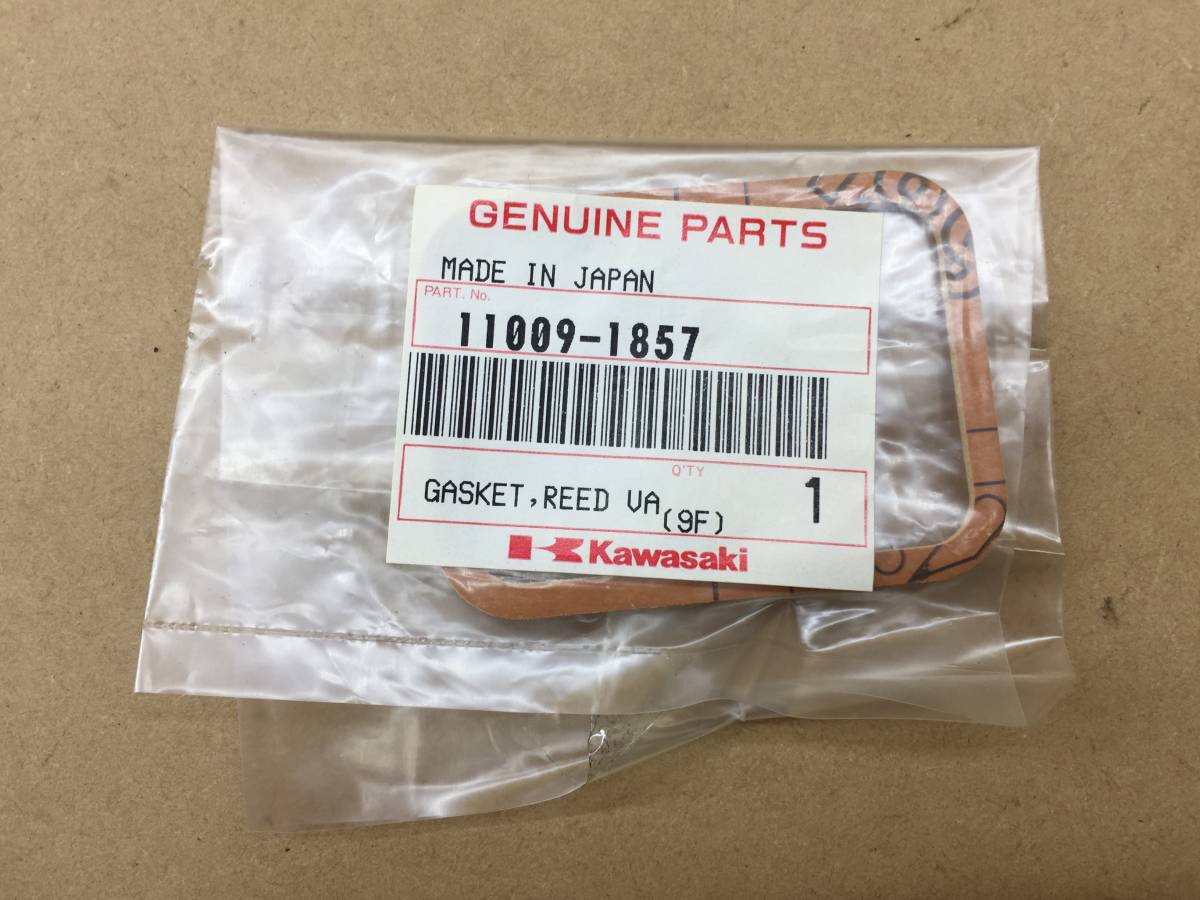 GENUINE PARTS
MADE IN JAPAN
PART. No.
11009-1857
Q'TY
GASKET,REED VA(9F) 1
Kawasaki